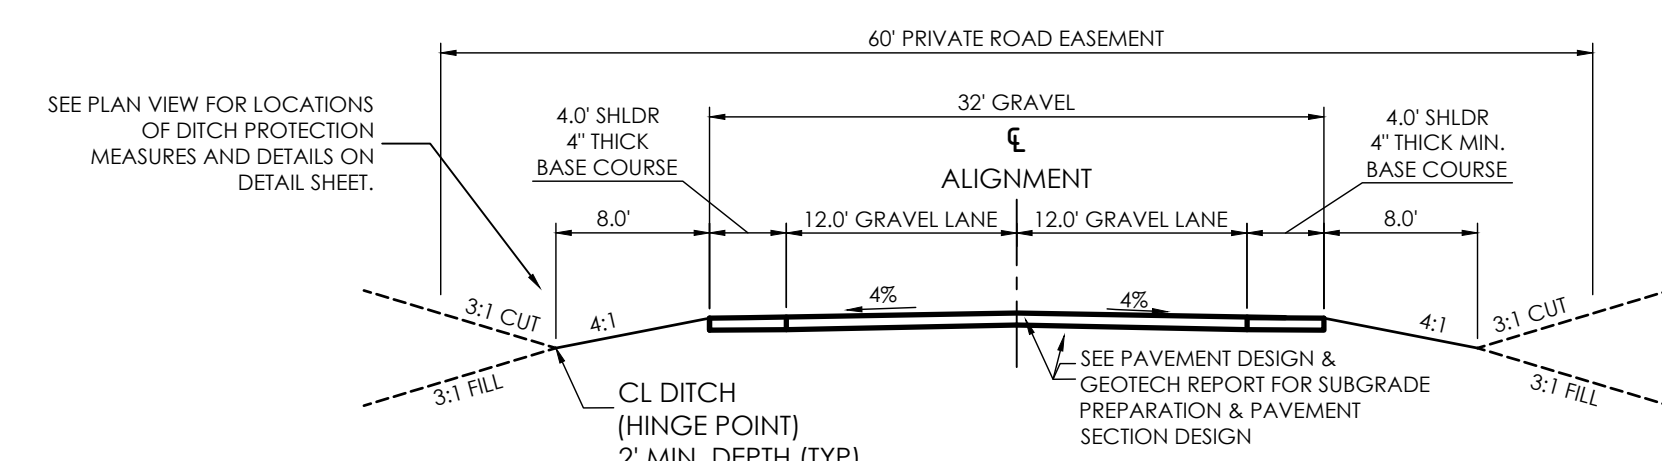 60' PRIVATE ROAD EASEMENT
SEE PLAN VIEW FOR LOCATIONS
OF DITCH PROTECTION
MEASURES AND DETAILS ON
DETAIL SHEET.
4.0' SHLDR
4" THICK
BASE COURSE
32' GRAVEL
℄
ALIGNMENT
4.0' SHLDR
4" THICK MIN.
BASE COURSE
8.0'
12.0' GRAVEL LANE
12.0' GRAVEL LANE
8.0'
3:1 CUT
4:1
4%
4%
4:1
3:1 CUT
3:1 FILL
3:1 FILL
CL DITCH
(HINGE POINT)
2' MIN. DEPTH (TYP)
SEE PAVEMENT DESIGN &
GEOTECH REPORT FOR SUBGRADE
PREPARATION & PAVEMENT
SECTION DESIGN